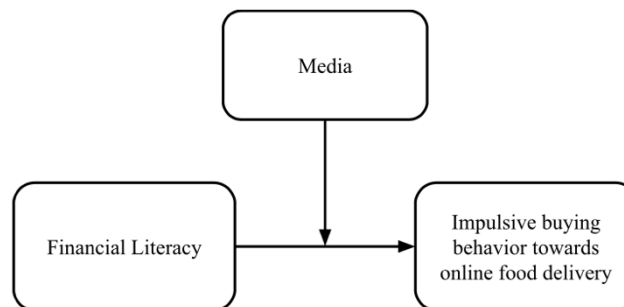 Media
Financial Literacy
Impulsive buying
behavior towards
online food delivery